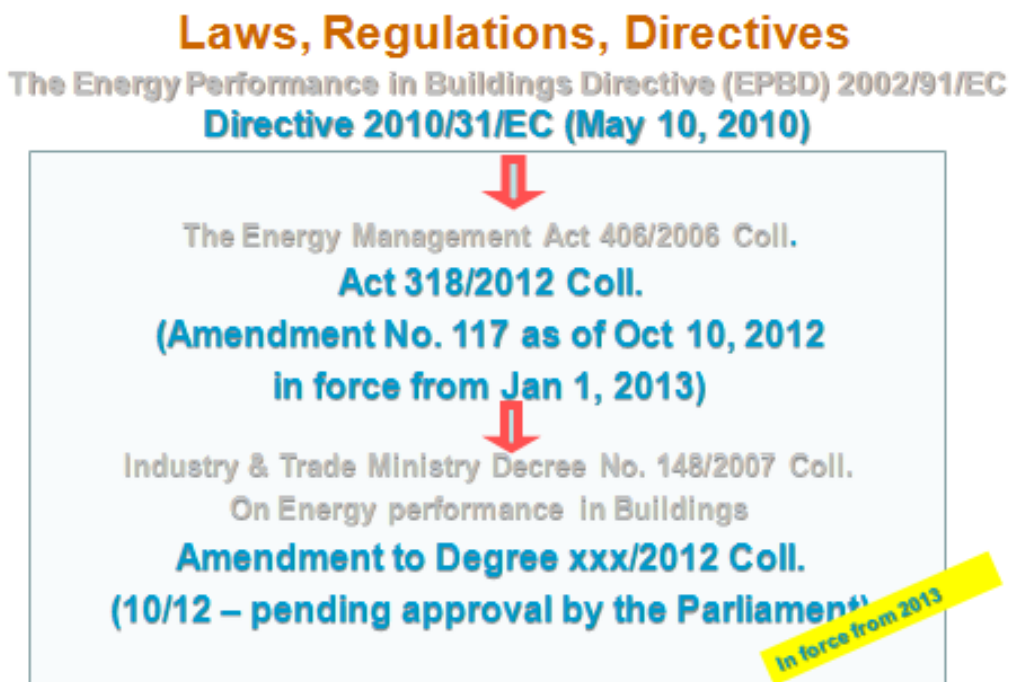 Laws, Regulations, Directives
The Energy Performance in Buildings Directive (EPBD) 2002/91/EC
Directive 2010/31/EC (May 10, 2010)
The Energy Management Act 406/2006 Coll.
Act 318/2012 Coll.
(Amendment No. 117 as of Oct 10, 2012
in force from Jan 1, 2013)
Industry & Trade Ministry Decree No. 148/2007 Coll.
On Energy performance in Buildings
Amendment to Degree xxx/2012 Coll.
(10/12 – pending approval by the Parliament)
In force from 2013